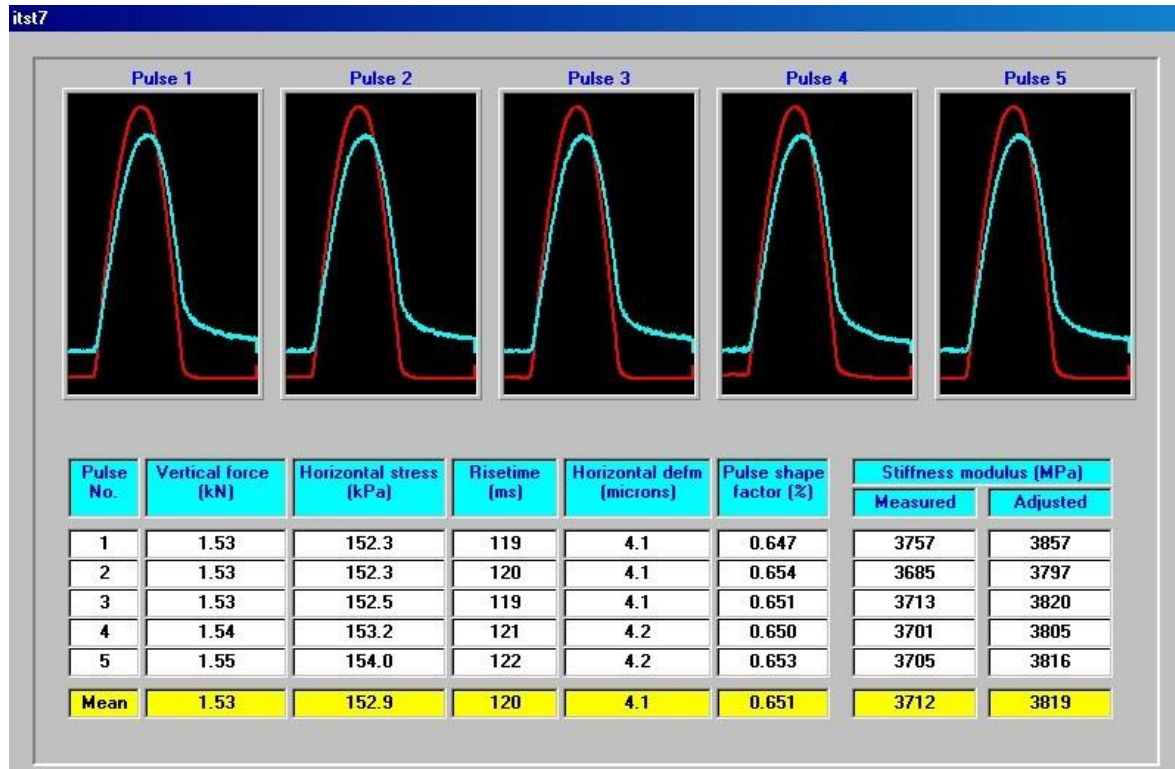 itst7
Pulse 1 Pulse 2 Pulse 3 Pulse 4 Pulse 5
Pulse No. Vertical force (kN) Horizontal stress (kPa) Risetime (ms) Horizontal defm (microns) Pulse shape factor (%) Stiffness modulus (MPa)
Measured Adjusted
1 1.53 152.3 119 4.1 0.647 3757 3857
2 1.53 152.3 120 4.1 0.654 3685 3797
3 1.53 152.5 119 4.1 0.651 3713 3820
4 1.54 153.2 121 4.2 0.650 3701 3805
5 1.55 154.0 122 4.2 0.653 3705 3816
Mean 1.53 152.9 120 4.1 0.651 3712 3819